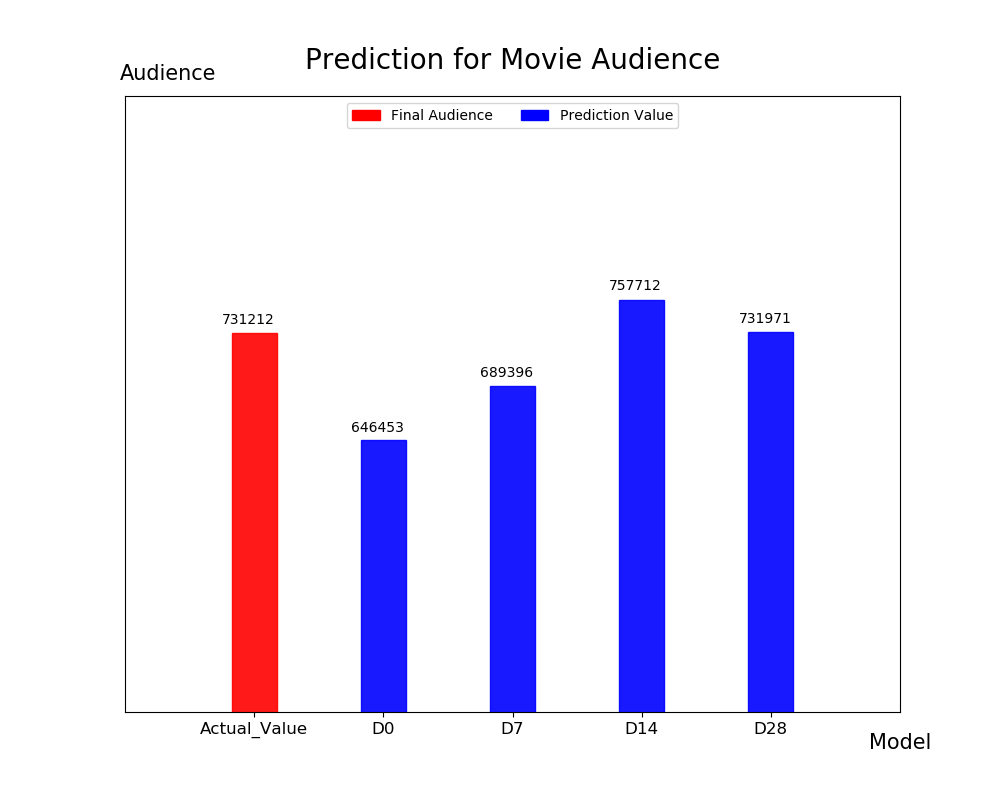 Prediction for Movie Audience
Audience
Final Audience Prediction Value
757712
731212
731971
689396
646453
Actual_Value D0 D7 D14 D28
Model